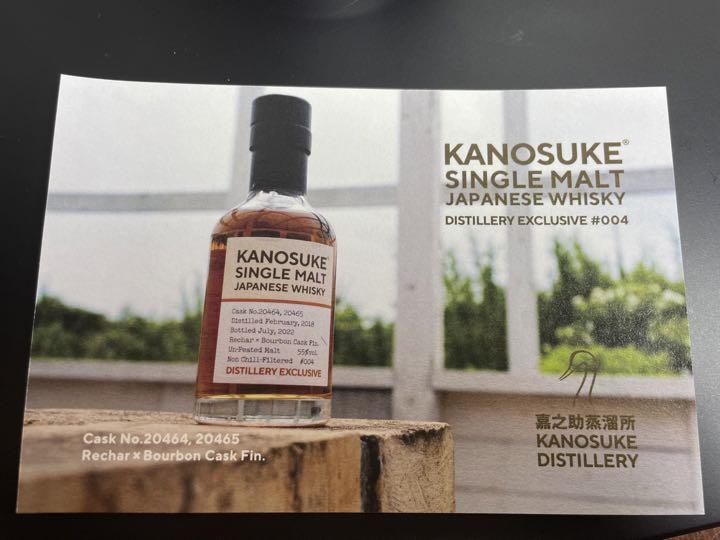 KANOSUKE®
SINGLE MALT
JAPANESE WHISKY
DISTILLERY EXCLUSIVE #004
KANOSUKE®
SINGLE MALT
JAPANESE WHISKY
Cask No.20464, 20465
Distilled February, 2018
Bottled July, 2022
Rechar × Bourbon Cask Fin.
Un-Peated Malt 55%vol.
Non Chill-Filtered #004
DISTILLERY EXCLUSIVE
嘉之助蒸溜所
KANOSUKE
DISTILLERY
Cask No.20464, 20465
Rechar × Bourbon Cask Fin.